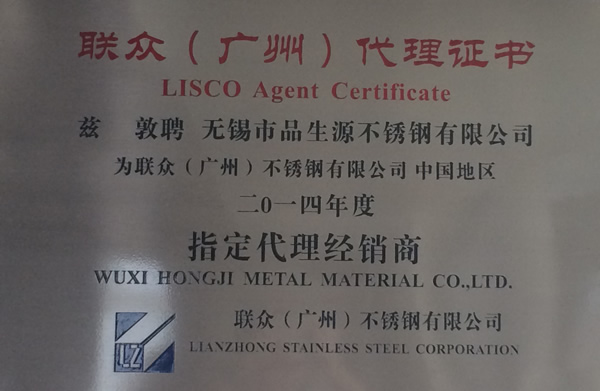 联众（广州）代理证书
LISCO Agent Certificate
兹 敦聘 无锡市品生源不锈钢有限公司
为联众（广州）不锈钢有限公司 中国地区
二0一四年度
指定代理经销商
WUXI HONGJI METAL MATERIAL CO.,LTD.
联众（广州）不锈钢有限公司
LZ
LIANZHONG STAINLESS STEEL CORPORATION